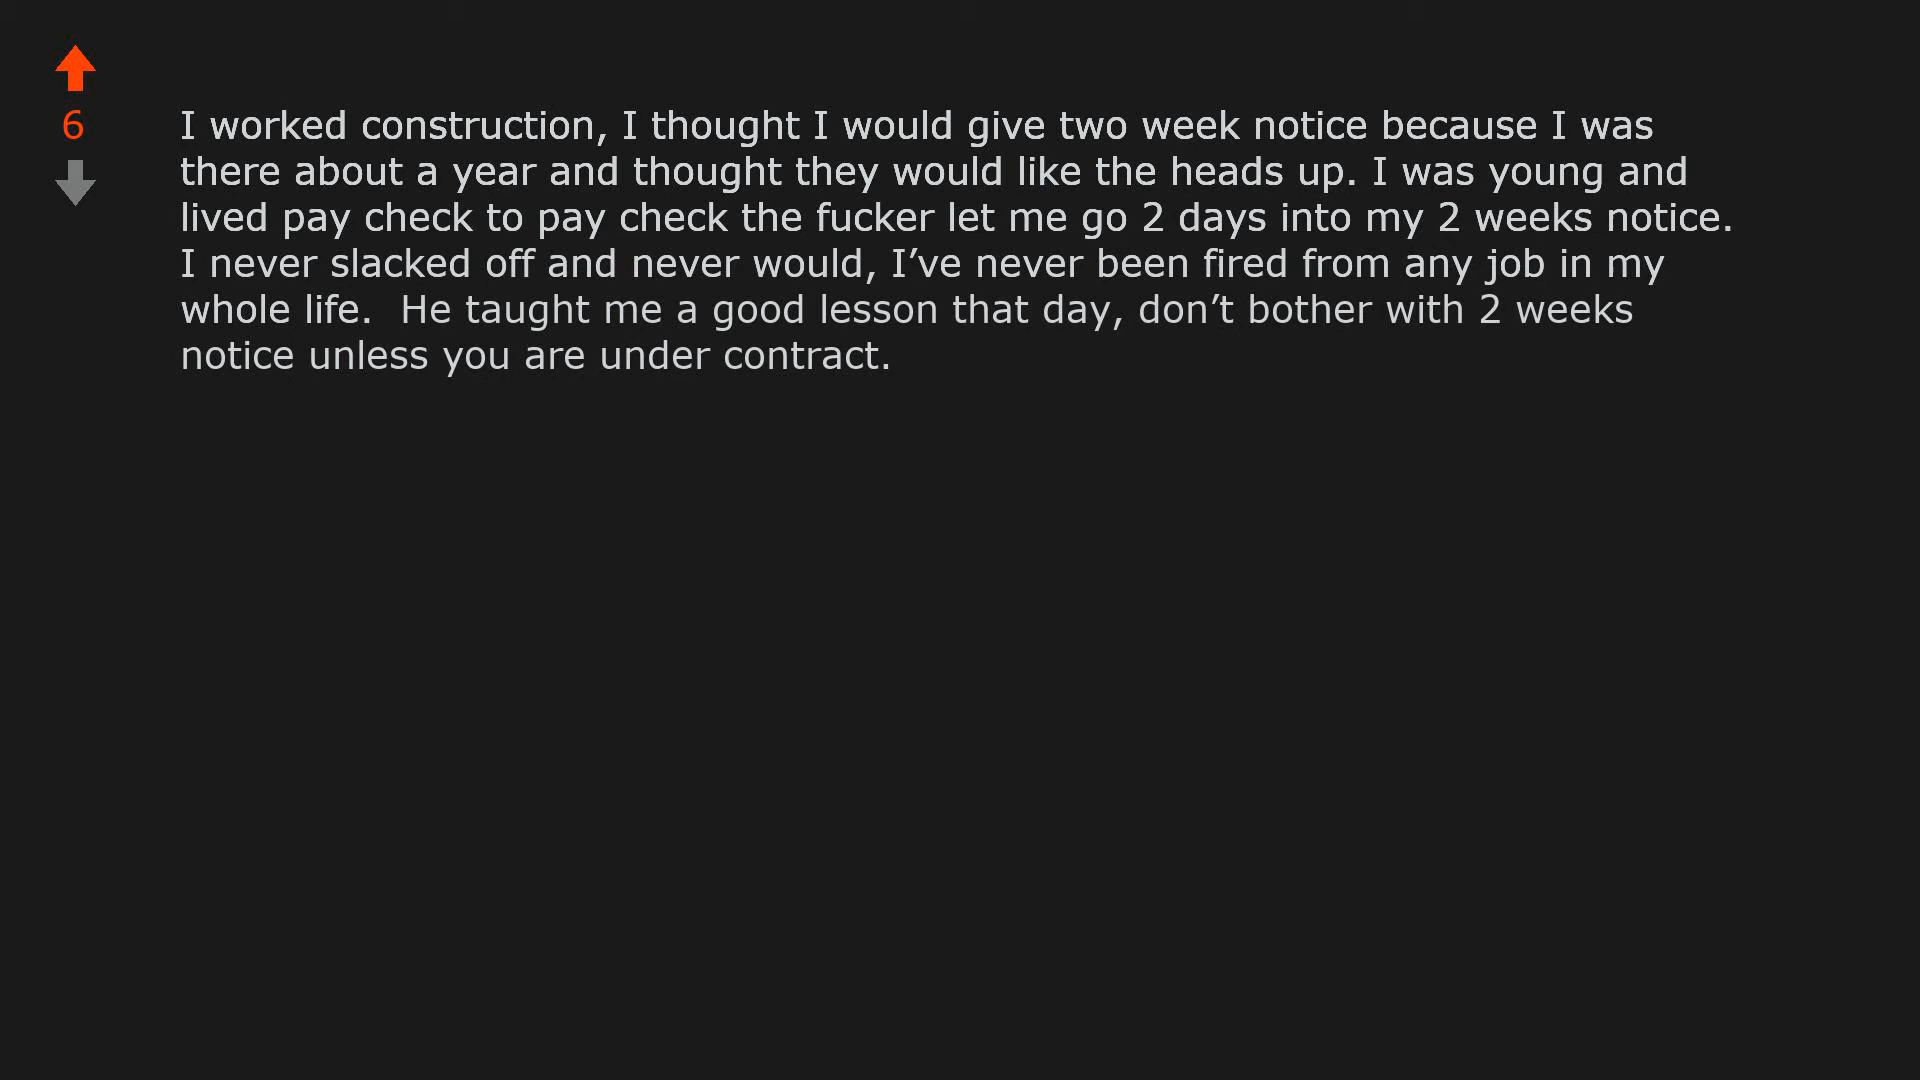 6
I worked construction, I thought I would give two week notice because I was
there about a year and thought they would like the heads up. I was young and
lived pay check to pay check the fucker let me go 2 days into my 2 weeks notice.
I never slacked off and never would, I’ve never been fired from any job in my
whole life.  He taught me a good lesson that day, don’t bother with 2 weeks
notice unless you are under contract.